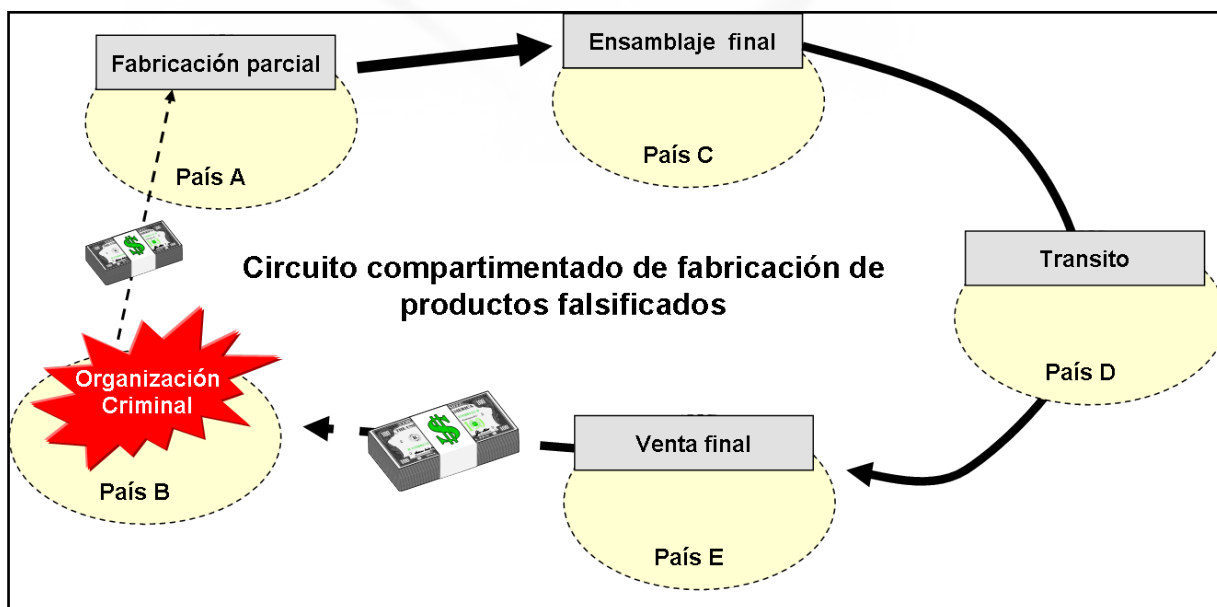 Fabricación parcial
País A
Ensamblaje final
País C
Transito
País D
Circuito compartimentado de fabricación de
productos falsificados
Organización
Criminal
País B
Venta final
País E